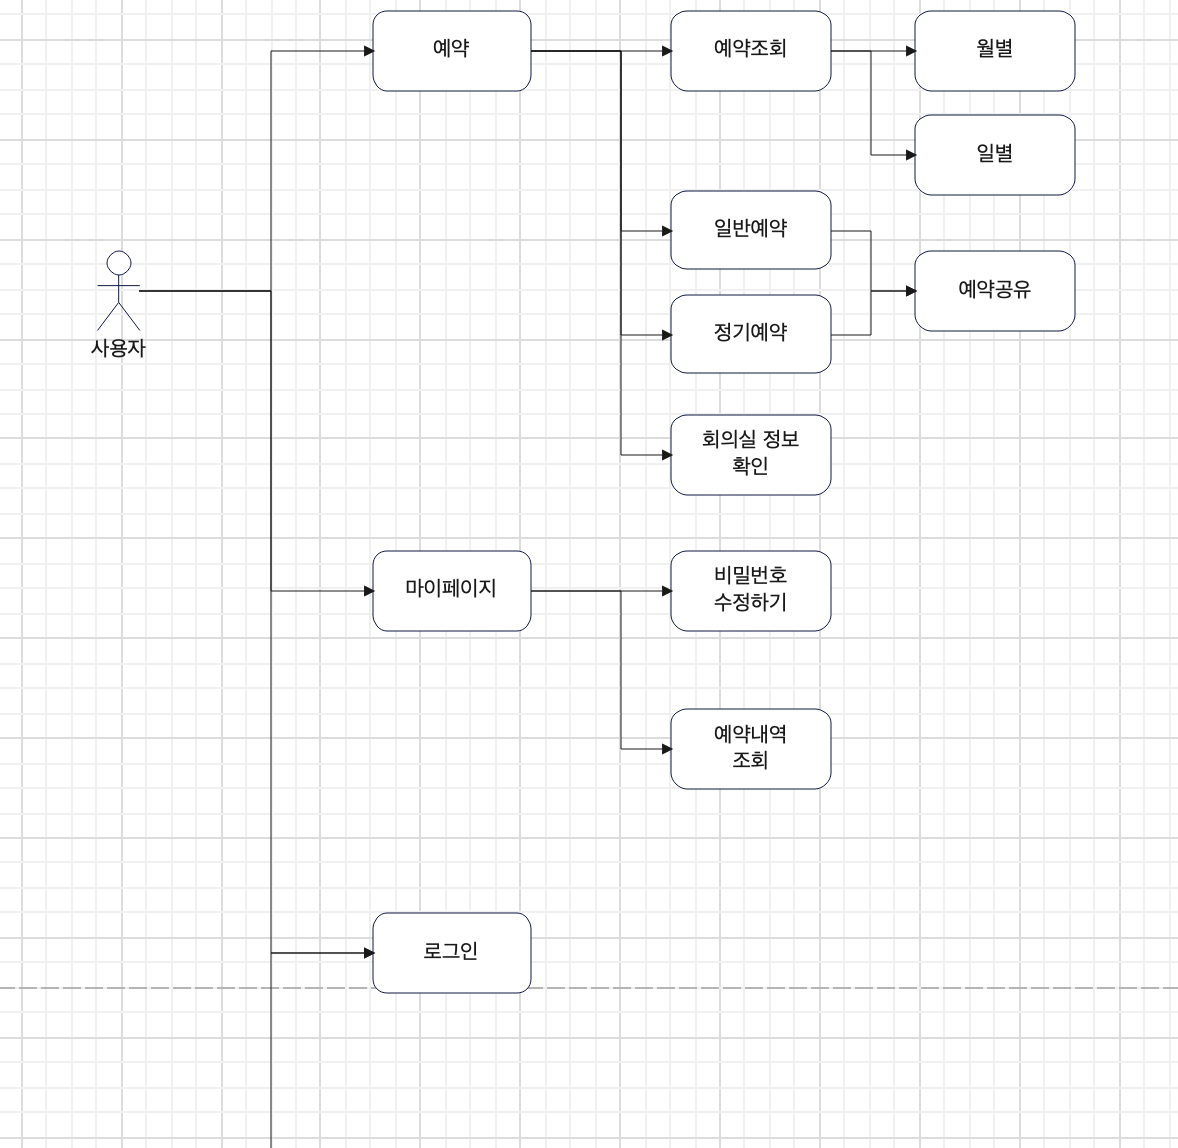 예약
예약조회
월별
일별
일반예약
예약공유
정기예약
사용자
회의실 정보
확인
마이페이지
비밀번호
수정하기
예약내역
조회
로그인